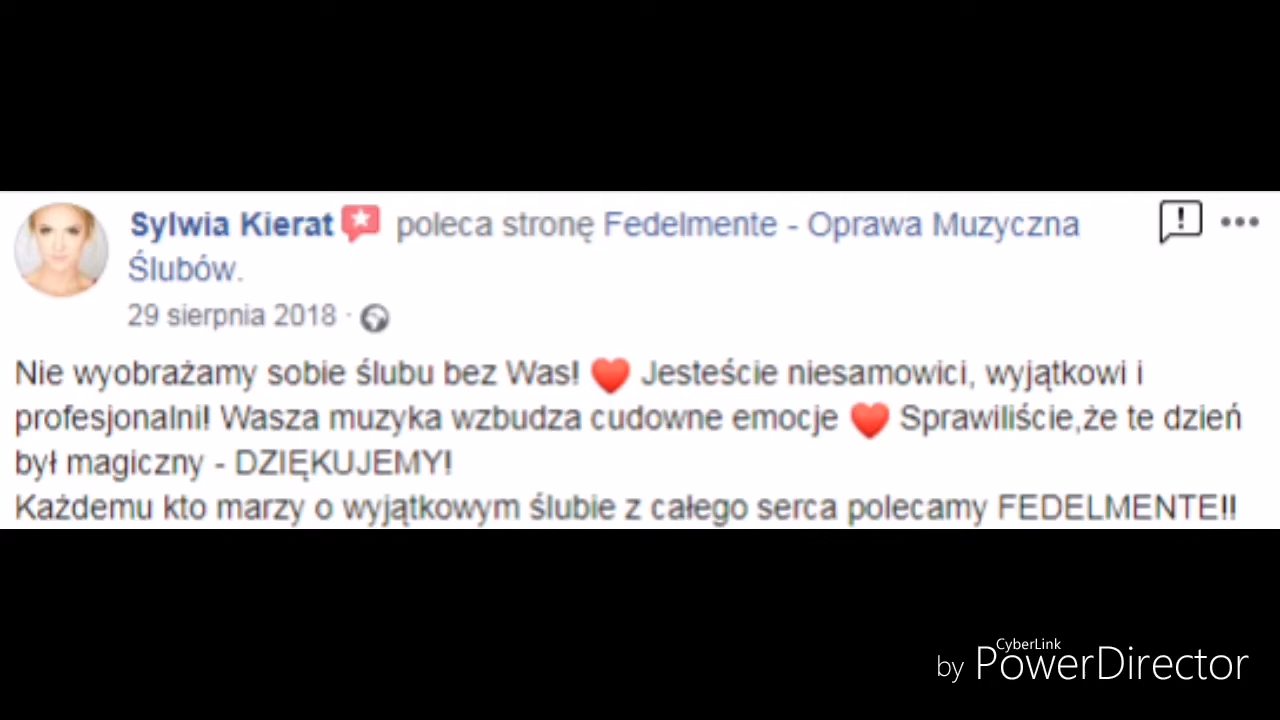 Sylwia Kierat poleca stronę Fedelmente - Oprawa Muzyczna
Ślubów.
29 sierpnia 2018 ·
Nie wyobrażamy sobie ślubu bez Was! ❤ Jesteście niesamowici, wyjątkowi i
profesjonalni! Wasza muzyka wzbudza cudowne emocje ❤ Sprawiliście,że te dzień
był magiczny - DZIĘKUJEMY!
Każdemu kto marzy o wyjątkowym ślubie z całego serca polecamy FEDELMENTE!!
CyberLink
by PowerDirector